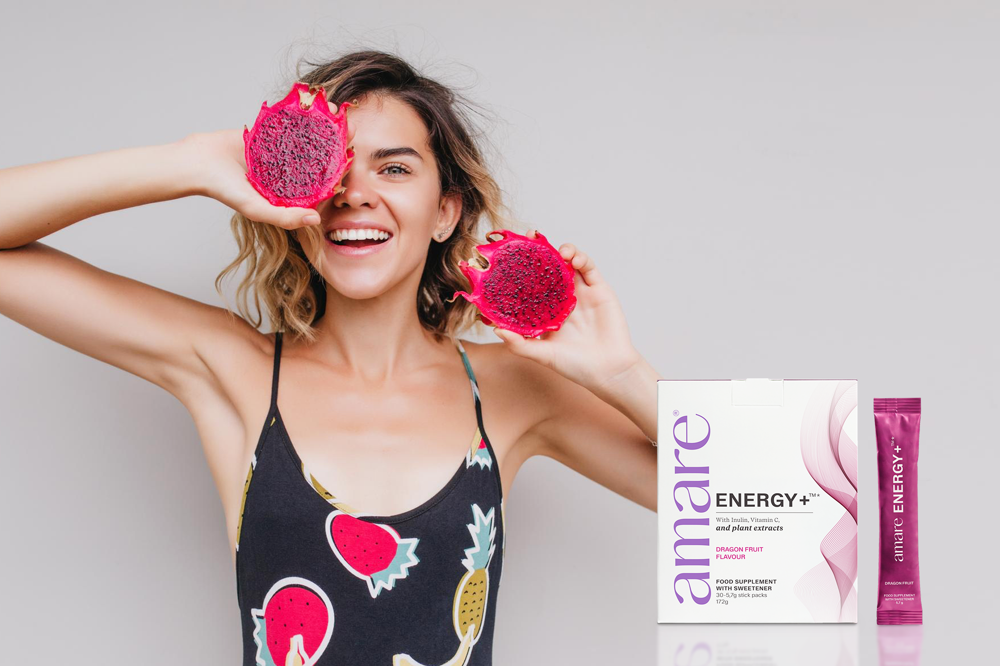 amare®
ENERGY+™*
With Inulin, Vitamin C,
and plant extracts
DRAGON FRUIT
FLAVOUR
FOOD SUPPLEMENT
WITH SWEETENER
30-5,7g stick packs
172g
amare ENERGY+™*
DRAGON FRUIT
FOOD SUPPLEMENT
WITH SWEETENER
5,7 g